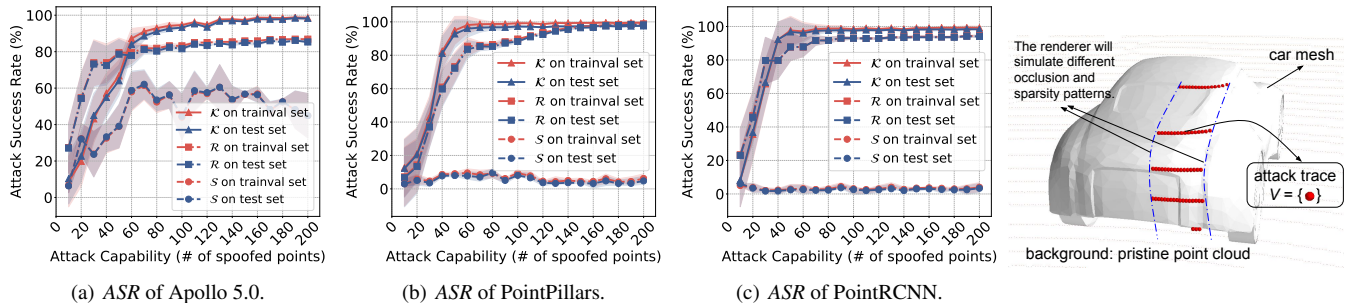 Attack Success Rate (%)
100
80
60
40
20
0
K on trainval set
K on test set
R on trainval set
R on test set
S on trainval set
S on test set
0 20 40 60 80 100 120 140 160 180 200
Attack Capability (# of spoofed points)
(a) ASR of Apollo 5.0.
Attack Success Rate (%)
100
80
60
40
20
0
K on trainval set
K on test set
R on trainval set
R on test set
S on trainval set
S on test set
0 20 40 60 80 100 120 140 160 180 200
Attack Capability (# of spoofed points)
(b) ASR of PointPillars.
Attack Success Rate (%)
100
80
60
40
20
0
K on trainval set
K on test set
R on trainval set
R on test set
S on trainval set
S on test set
0 20 40 60 80 100 120 140 160 180 200
Attack Capability (# of spoofed points)
(c) ASR of PointRCNN.
The renderer will
simulate different
occlusion and
sparsity patterns.
car mesh
attack trace
V = {●}
background: pristine point cloud